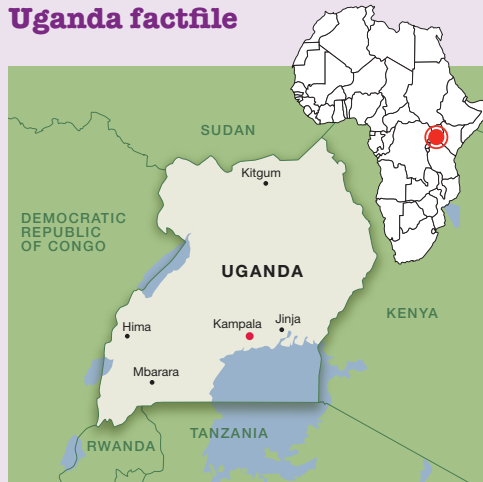 Uganda factfile
SUDAN
Kitgum
DEMOCRATIC
REPUBLIC
OF CONGO
UGANDA
KENYA
Hima
Kampala
Jinja
Mbarara
TANZANIA
RWANDA